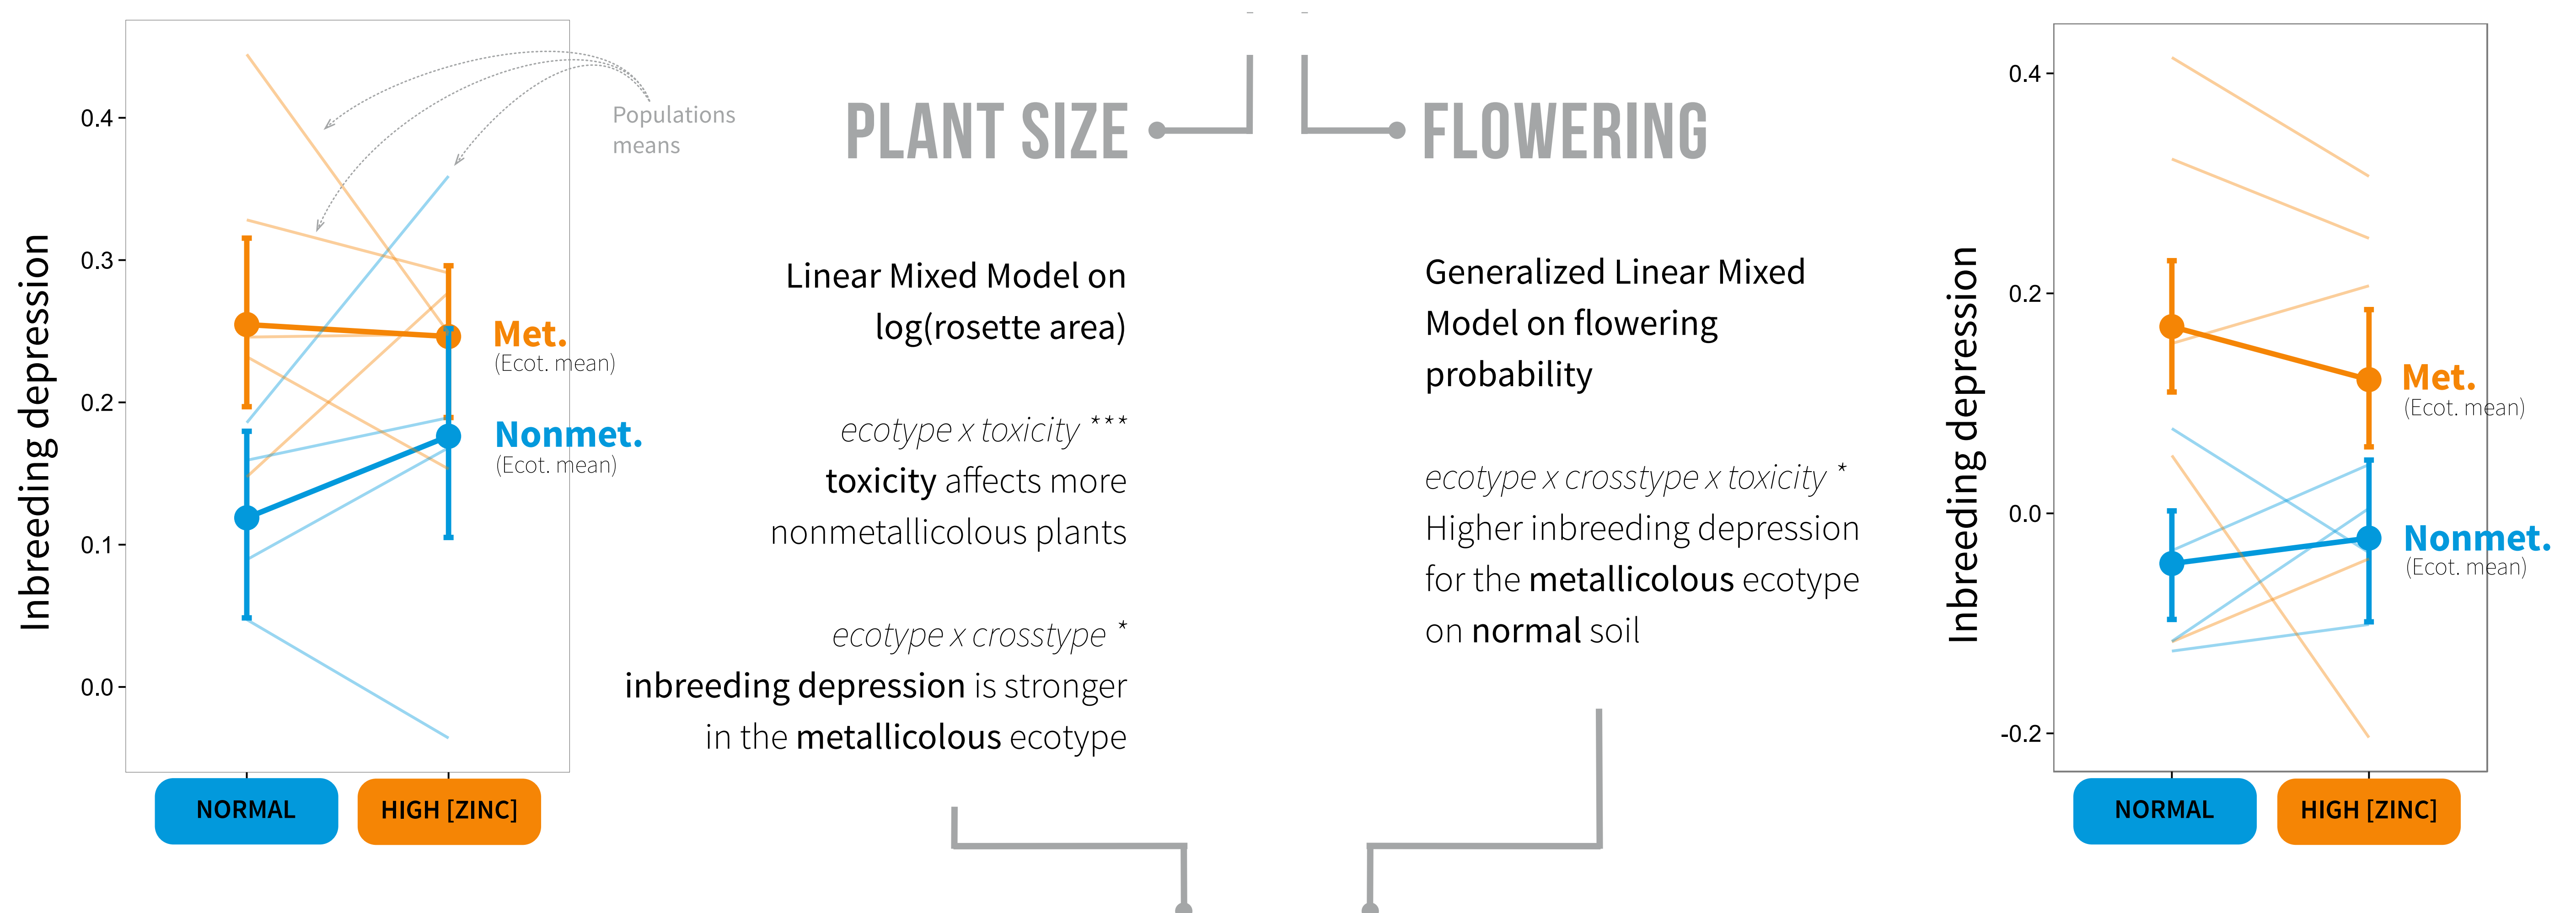 Inbreeding depression
0.4
0.3
0.2
0.1
0.0
Populations
means
Met.
(Ecot. mean)
Nonmet.
(Ecot. mean)
NORMAL
HIGH [ZINC]
PLANT SIZE
Linear Mixed Model on
log(rosette area)
ecotype x toxicity ***
toxicity affects more
nonmetallicolous plants
ecotype x crosstype *
inbreeding depression is stronger
in the metallicolous ecotype
FLOWERING
Generalized Linear Mixed
Model on flowering
probability
ecotype x crosstype x toxicity *
Higher inbreeding depression
for the metallicolous ecotype
on normal soil
Inbreeding depression
0.4
0.2
0.0
-0.2
Met.
(Ecot. mean)
Nonmet.
(Ecot. mean)
NORMAL
HIGH [ZINC]